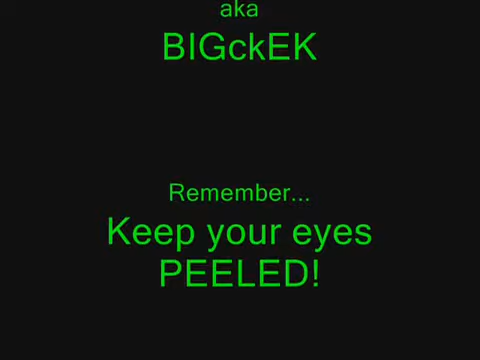 aka
BIGckEK
Remember...
Keep your eyes
PEELED!